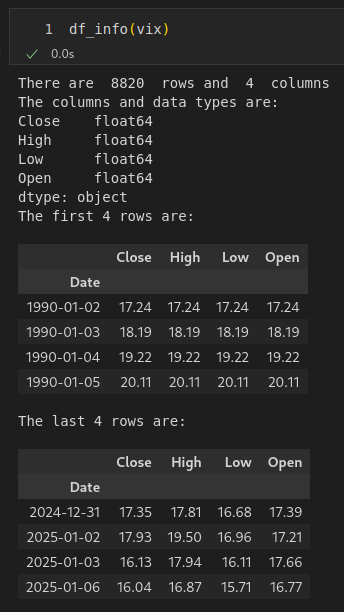 1 df_info(vix)
✓ 0.0s
There are  8820  rows and  4  columns
The columns and data types are:
Close    float64
High     float64
Low      float64
Open     float64
dtype: object
The first 4 rows are:
Close High Low Open
Date
1990-01-02 17.24 17.24 17.24 17.24
1990-01-03 18.19 18.19 18.19 18.19
1990-01-04 19.22 19.22 19.22 19.22
1990-01-05 20.11 20.11 20.11 20.11
The last 4 rows are:
Close High Low Open
Date
2024-12-31 17.35 17.81 16.68 17.39
2025-01-02 17.93 19.50 16.96 17.21
2025-01-03 16.13 17.94 16.11 17.66
2025-01-06 16.04 16.87 15.71 16.77